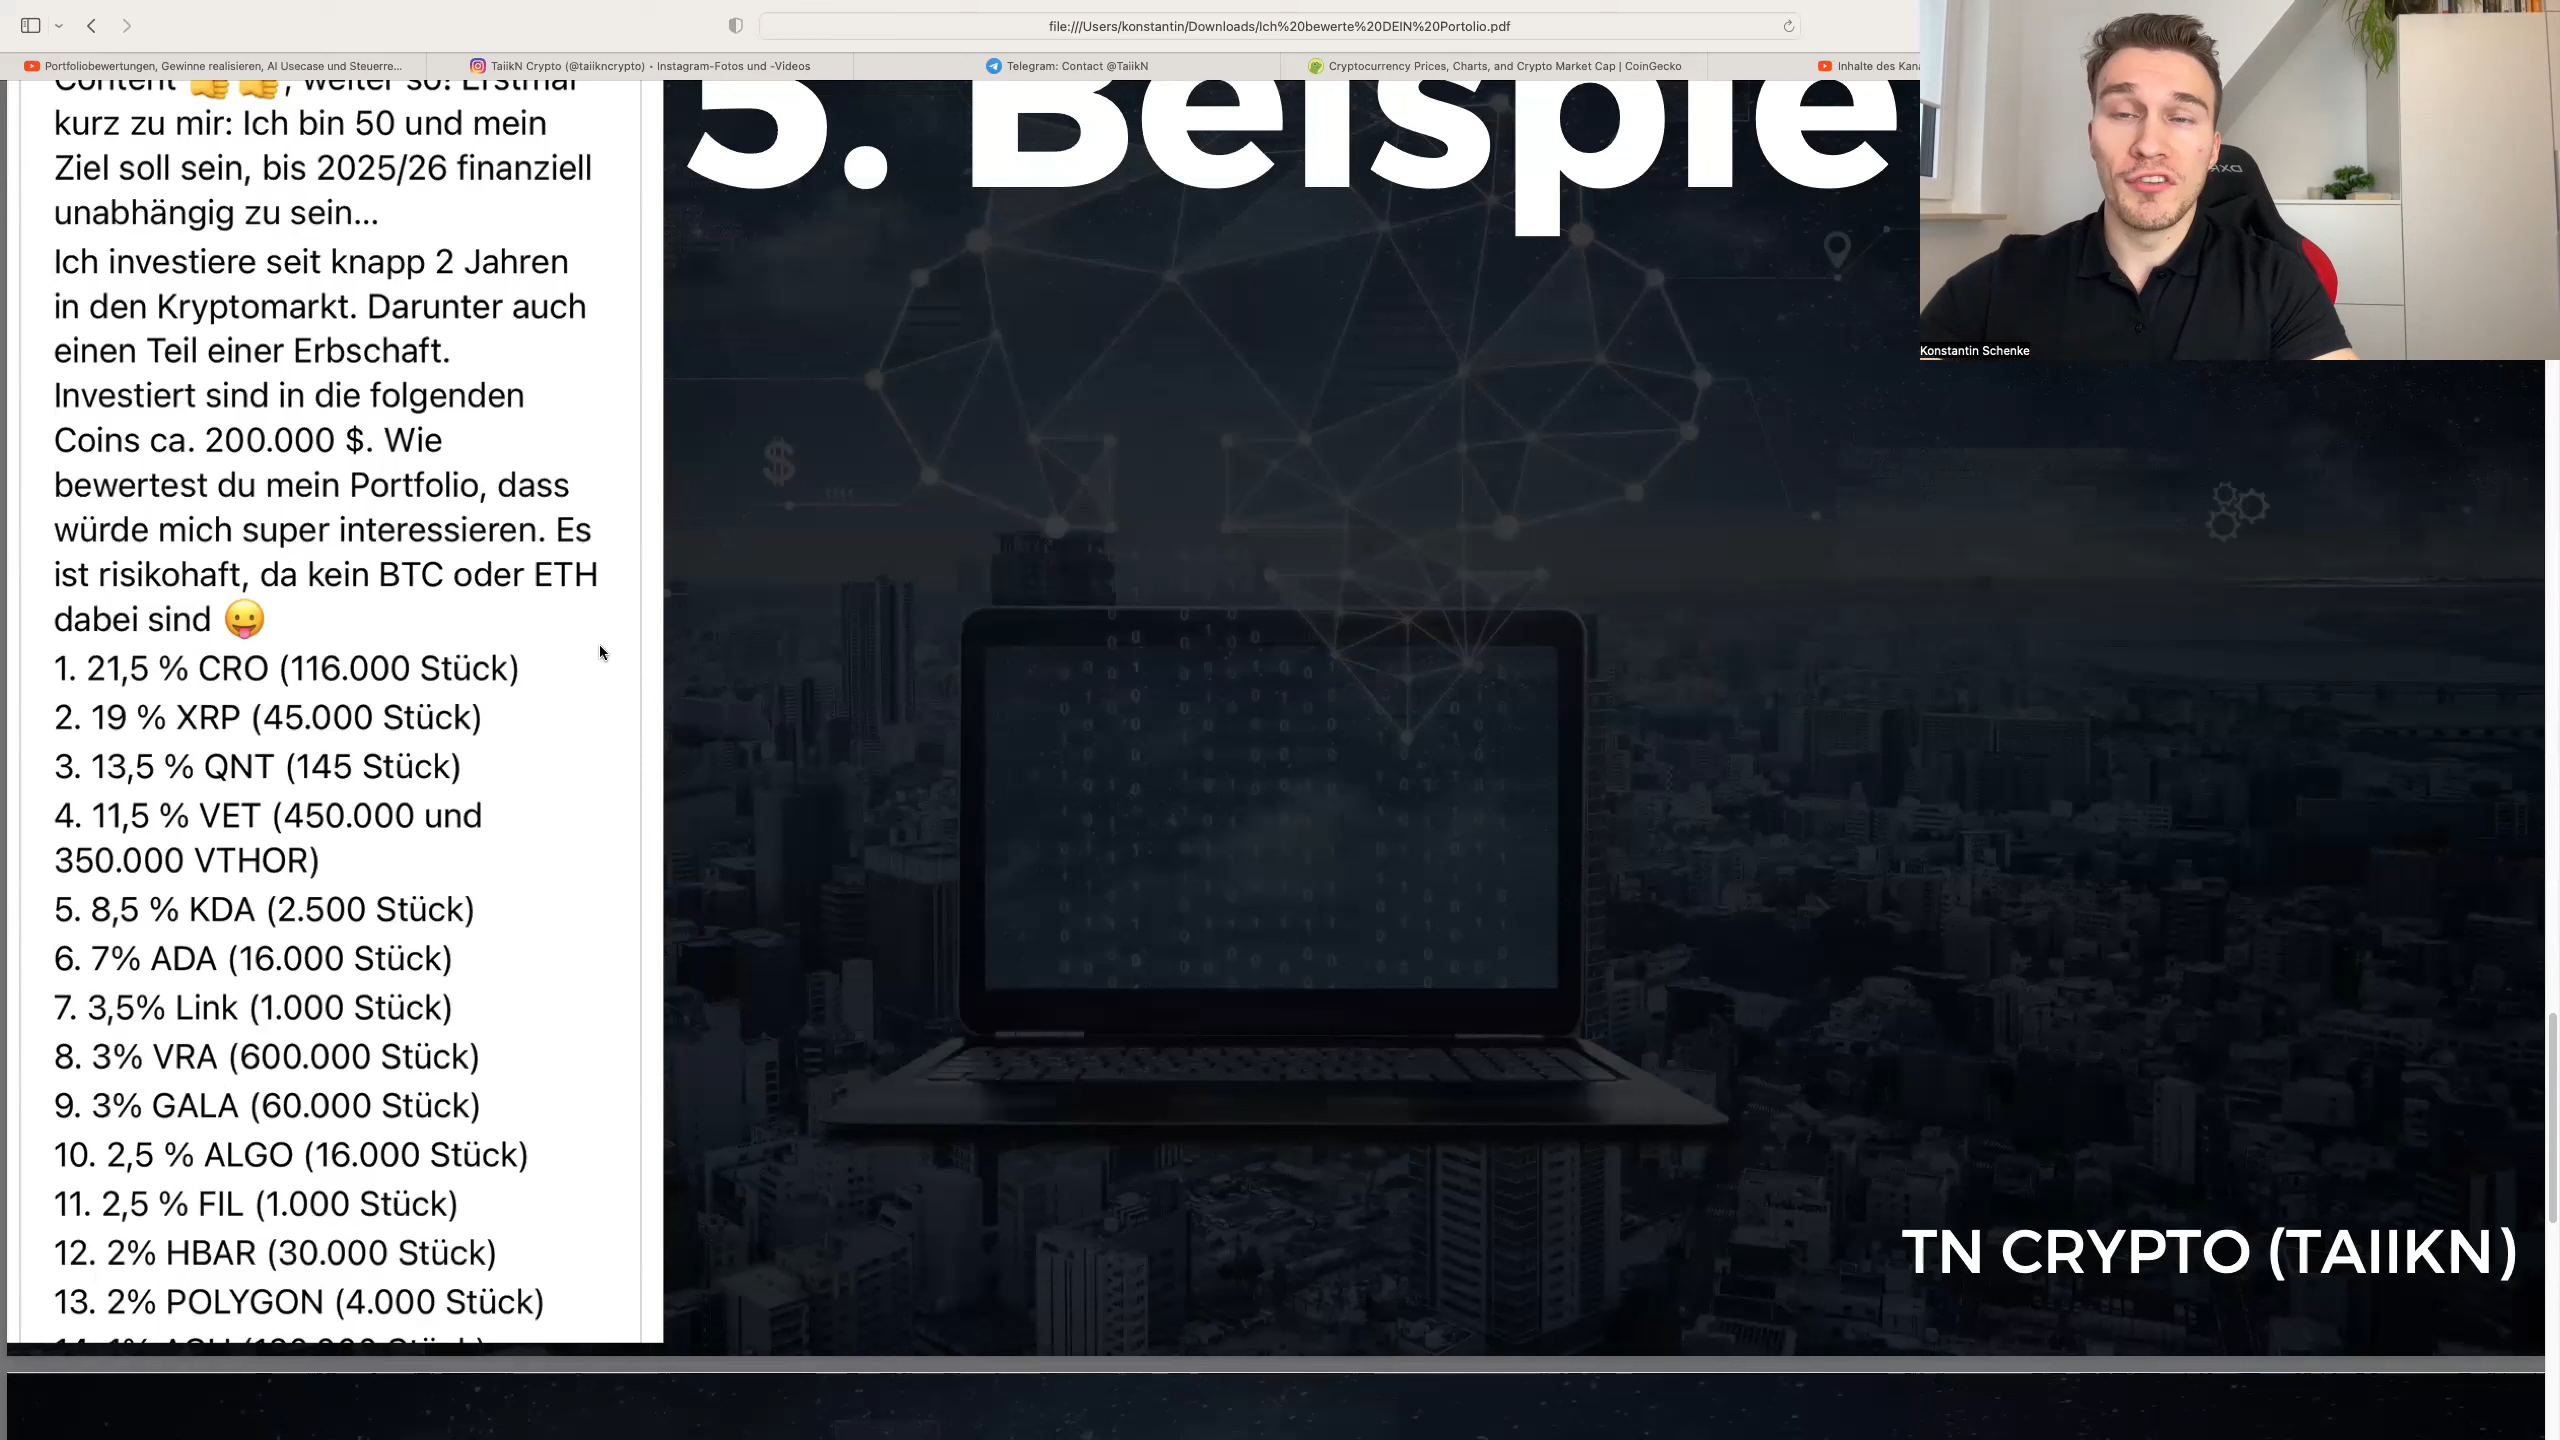 file:///Users/konstantin/Downloads/Ich%20bewerte%20DEIN%20Portolio.pdf
Portfoliobewertungen, Gewinne realisieren, AI Usecase und Steuerre...
TaiikN Crypto (@taiikncrypto) • Instagram-Fotos und -Videos
Telegram: Contact @TaiikN
Cryptocurrency Prices, Charts, and Crypto Market Cap | CoinGecko
Inhalte des Kana
Content 👍👍, weiter so! Erstmal
kurz zu mir: Ich bin 50 und mein
Ziel soll sein, bis 2025/26 finanziell
unabhängig zu sein...
Ich investiere seit knapp 2 Jahren
in den Kryptomarkt. Darunter auch
einen Teil einer Erbschaft.
Investiert sind in die folgenden
Coins ca. 200.000 $. Wie
bewertest du mein Portfolio, dass
würde mich super interessieren. Es
ist risikohaft, da kein BTC oder ETH
dabei sind 😛
1. 21,5 % CRO (116.000 Stück)
2. 19 % XRP (45.000 Stück)
3. 13,5 % QNT (145 Stück)
4. 11,5 % VET (450.000 und
350.000 VTHOR)
5. 8,5 % KDA (2.500 Stück)
6. 7% ADA (16.000 Stück)
7. 3,5% Link (1.000 Stück)
8. 3% VRA (600.000 Stück)
9. 3% GALA (60.000 Stück)
10. 2,5 % ALGO (16.000 Stück)
11. 2,5 % FIL (1.000 Stück)
12. 2% HBAR (30.000 Stück)
13. 2% POLYGON (4.000 Stück)
5. Beispie
Konstantin Schenke
DXR
TN CRYPTO (TAIIKN)